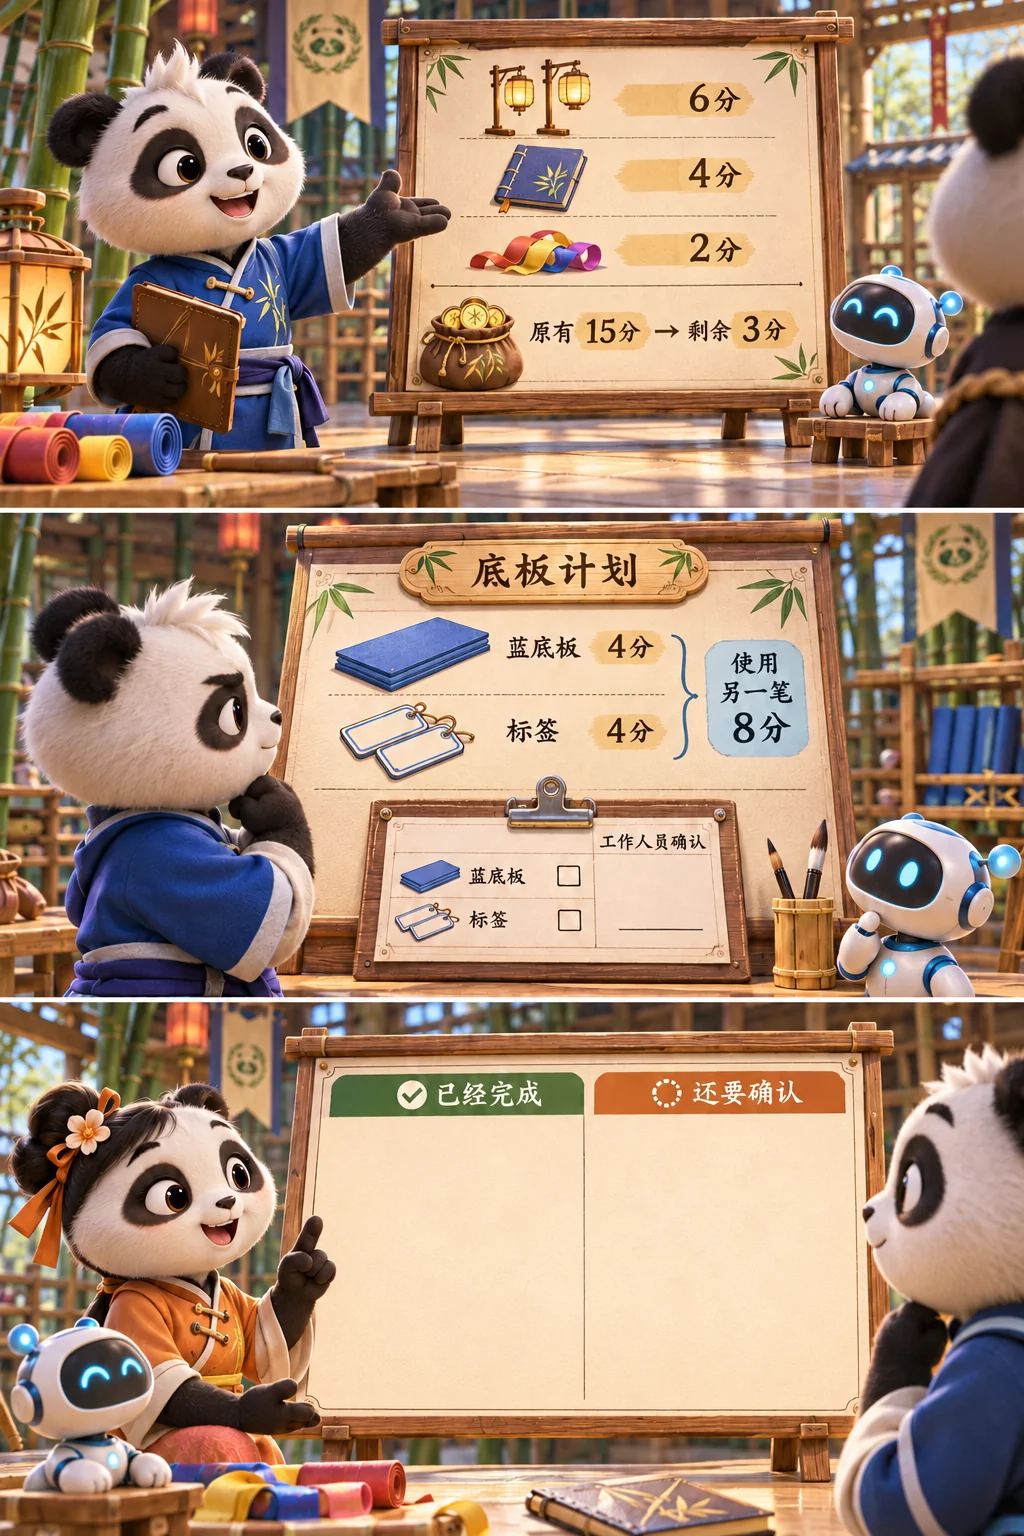 6分
4分
2分
原有 15分 → 剩余 3分
底板计划
蓝底板 4分
标签 4分
使用
另一笔
8分
工作人员确认
蓝底板
标签
已经完成
还要确认